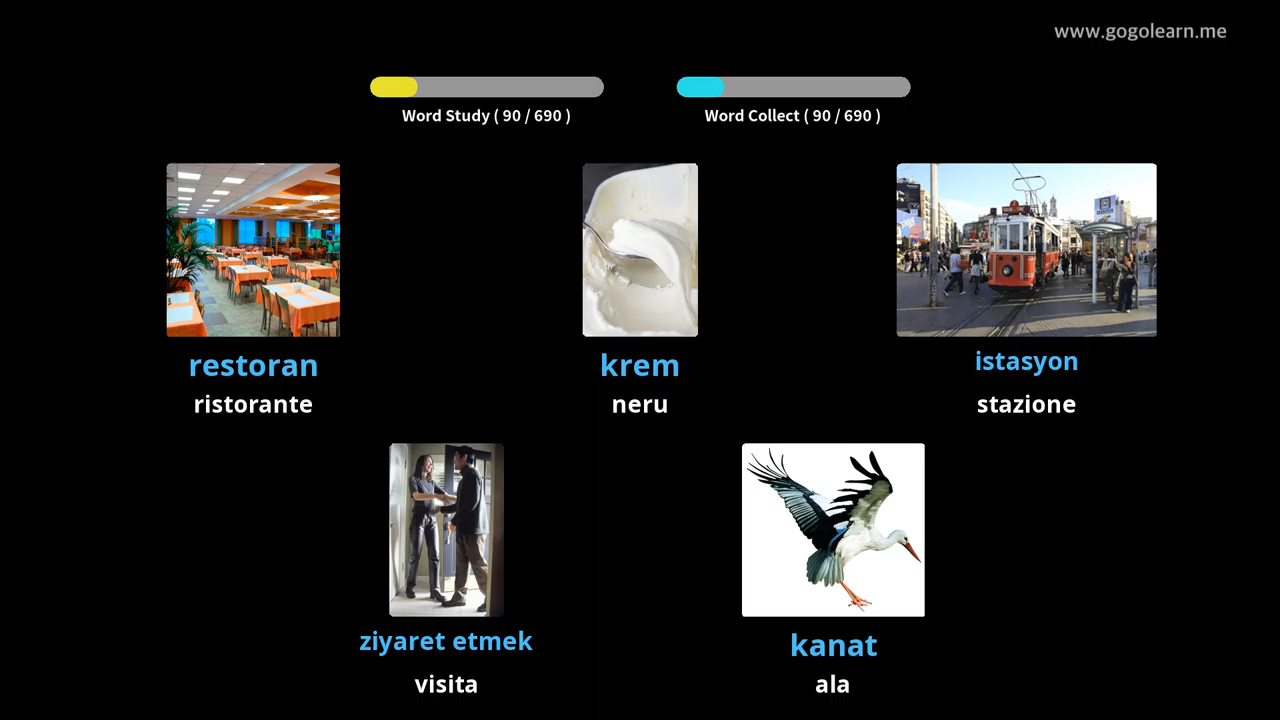 www.gogolearn.me
Word Study ( 90 / 690 )
Word Collect ( 90 / 690 )
restoran
ristorante
krem
neru
istasyon
stazione
ziyaret etmek
visita
kanat
ala